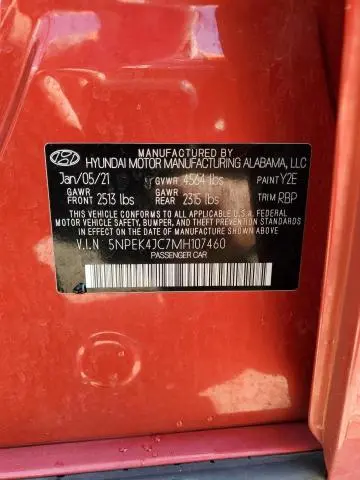 MANUFACTURED BY
HYUNDAI MOTOR MANUFACTURING ALABAMA, LLC
Jan/05/21 GVWR 4564 lbs PAINT Y2E
GAWR FRONT 2513 lbs GAWR REAR 2315 lbs TRIM RBP
THIS VEHICLE CONFORMS TO ALL APPLICABLE U.S. FEDERAL
MOTOR VEHICLE SAFETY, BUMPER, AND THEFT PREVENTION
STANDARDS IN EFFECT ON
THE DATE OF MANUFACTURE SHOWN ABOVE
V.I.N 5NPEK4JC7MH107460
PASSENGER CAR